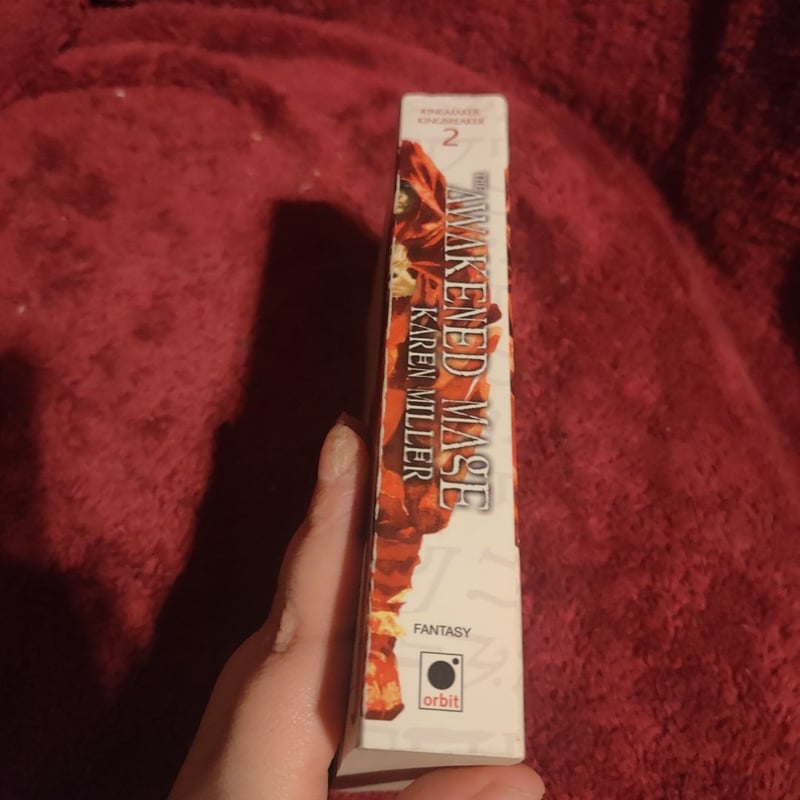 KINGMAKER,
KINGBREAKER
2
THE
AWAKENED MAGE
KAREN MILLER
FANTASY
orbit